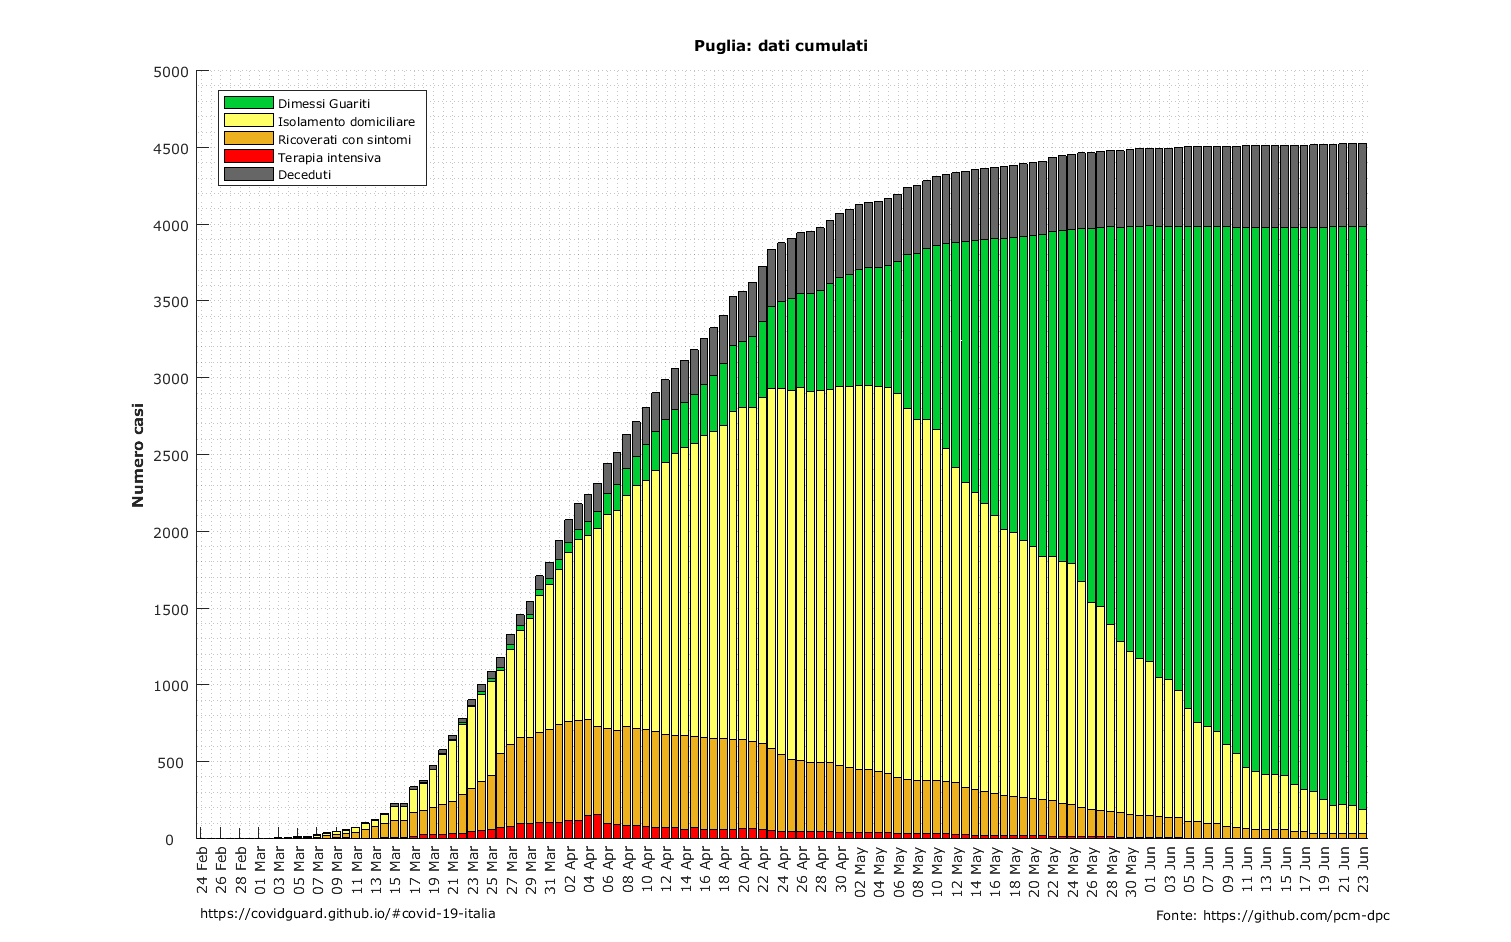 Puglia: dati cumulati
5000
4500
4000
3500
3000
2500
2000
1500
1000
500
0
Numero casi
Dimessi Guariti
Isolamento domiciliare
Ricoverati con sintomi
Terapia intensiva
Deceduti
24 Feb
26 Feb
28 Feb
01 Mar
03 Mar
05 Mar
07 Mar
09 Mar
11 Mar
13 Mar
15 Mar
17 Mar
19 Mar
21 Mar
23 Mar
25 Mar
27 Mar
29 Mar
31 Mar
02 Apr
04 Apr
06 Apr
08 Apr
10 Apr
12 Apr
14 Apr
16 Apr
18 Apr
20 Apr
22 Apr
24 Apr
26 Apr
28 Apr
30 Apr
02 May
04 May
06 May
08 May
10 May
12 May
14 May
16 May
18 May
20 May
22 May
24 May
26 May
28 May
30 May
01 Jun
03 Jun
05 Jun
07 Jun
09 Jun
11 Jun
13 Jun
15 Jun
17 Jun
19 Jun
21 Jun
23 Jun
https://covidguard.github.io/#covid-19-italia
Fonte: https://github.com/pcm-dpc